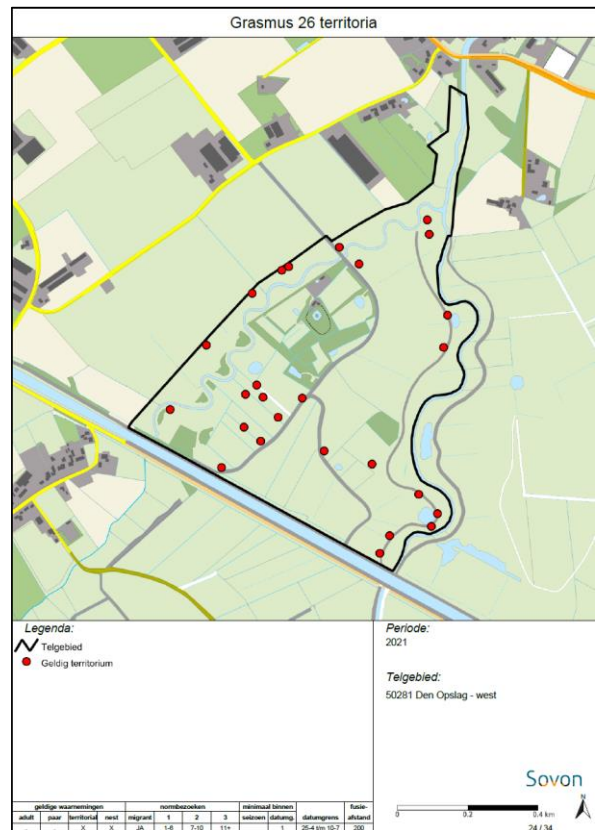 Grasmus 26 territoria
Legenda:
Telgebied
Geldig territorium
Periode:
2021
Telgebied:
50281 Den Opslag - west
Sovon
N
0 0.2 0.4 km
24 / 34
geldige waarnemingen normbezoeken minimaal binnen fusie-
adult paar territorial nest migrant 1 2 3 seizoen datumg. datumgrens afstand
. . X X JA 1-6 7-10 11+ 1 25-4 t/m 10-7 200